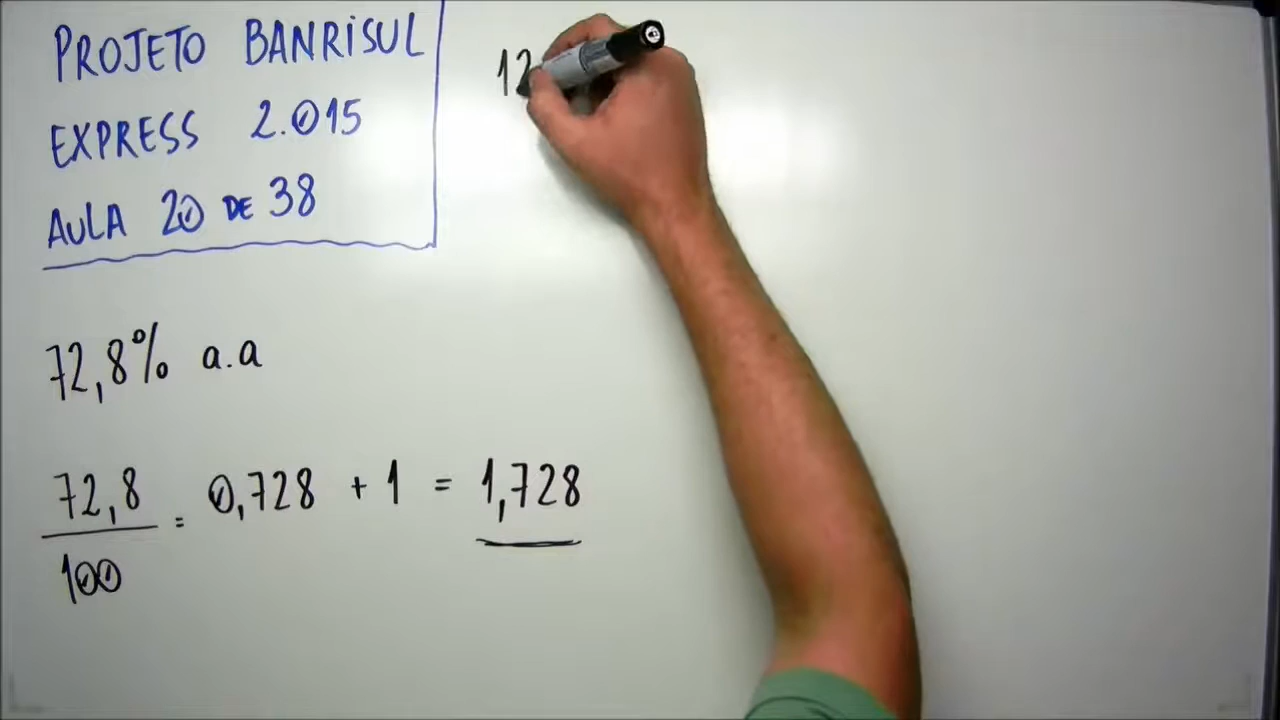 PROJETO BANRISUL
EXPRESS 2.015
AULA 20 DE 38
12
72,8% a.a
72,8
100
= 0,728 + 1 = 1,728